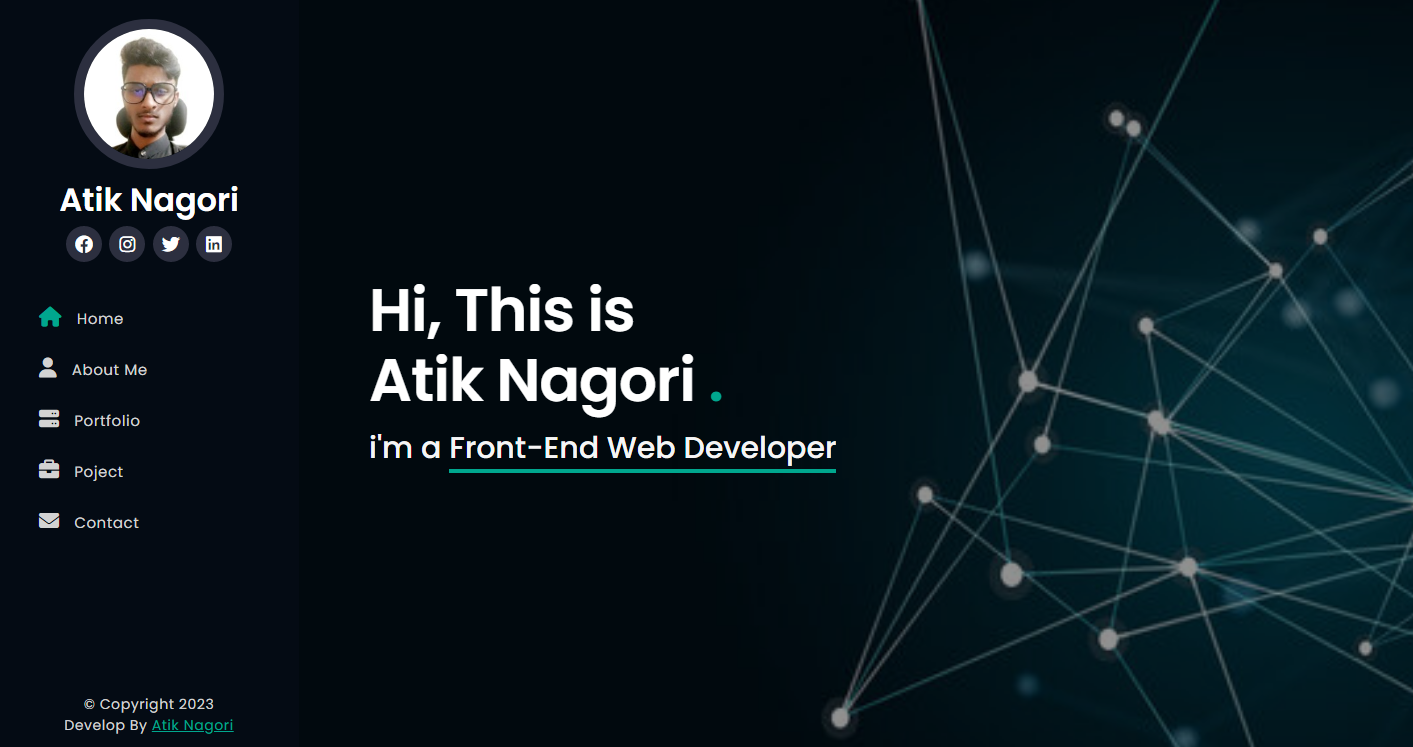 Atik Nagori
Home
About Me
Portfolio
Poject
Contact
© Copyright 2023
Develop By Atik Nagori
Hi, This is
Atik Nagori .
i'm a Front-End Web Developer